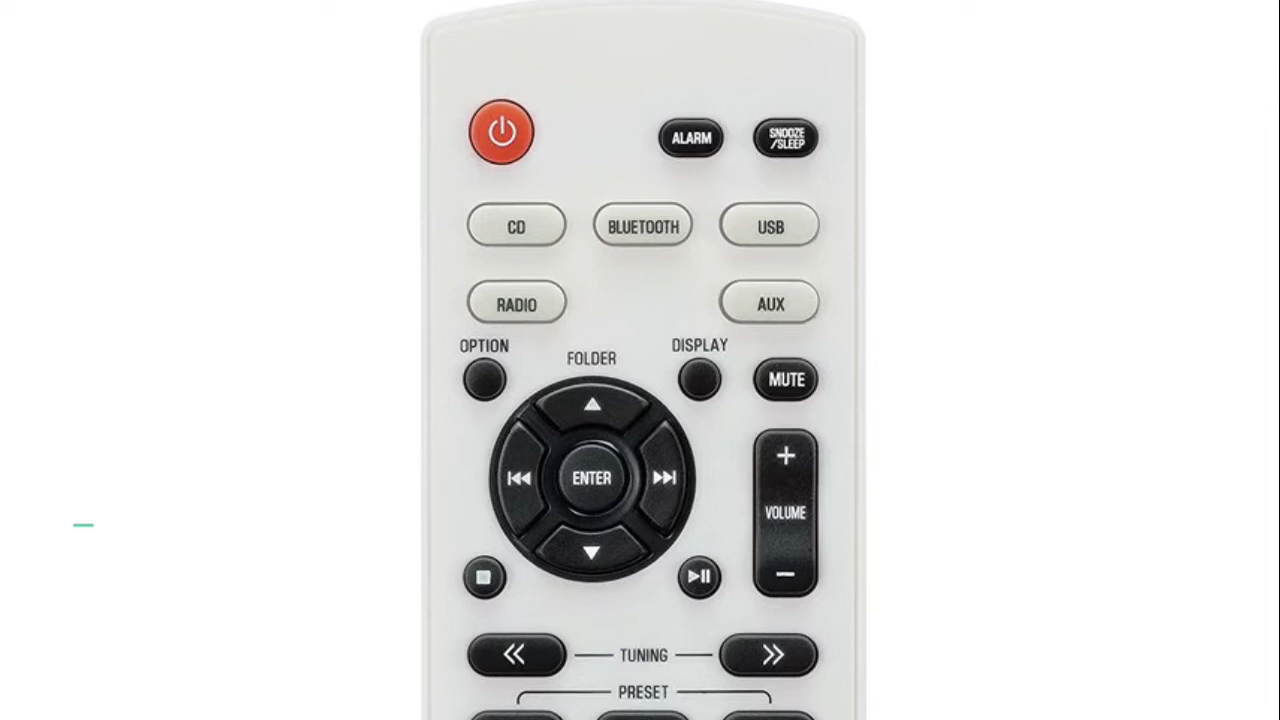 ALARM
SNOOZE
/SLEEP
CD
BLUETOOTH
USB
RADIO
AUX
OPTION
FOLDER
DISPLAY
MUTE
ENTER
+
VOLUME
-
TUNING
PRESET